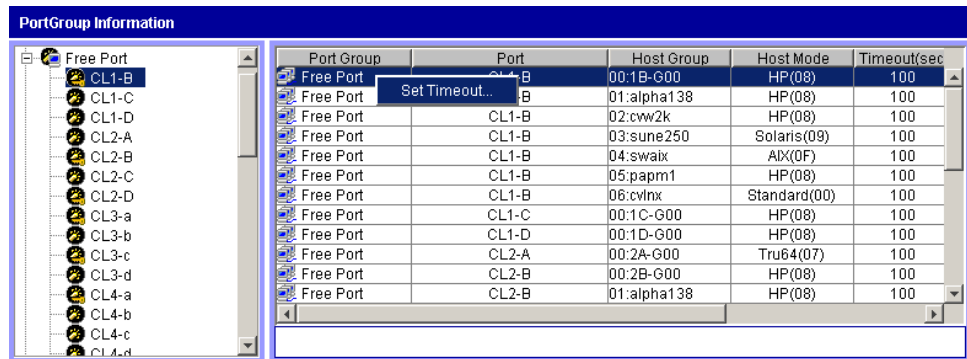 PortGroup Information
Free Port
CL1-B
CL1-C
CL1-D
CL2-A
CL2-B
CL2-C
CL2-D
CL3-a
CL3-b
CL3-c
CL3-d
CL4-a
CL4-b
CL4-c
CL4-d
Port Group Port Host Group Host Mode Timeout(sec
Free Port CL1-B 00:1B-G00 HP(08) 100
Set Timeout...
Free Port -B 01:alpha138 HP(08) 100
Free Port CL1-B 02:cvw2k HP(08) 100
Free Port CL1-B 03:sune250 Solaris(09) 100
Free Port CL1-B 04:swaix AIX(0F) 100
Free Port CL1-B 05:papm1 HP(08) 100
Free Port CL1-B 06:cvlnx Standard(00) 100
Free Port CL1-C 00:1C-G00 HP(08) 100
Free Port CL1-D 00:1D-G00 HP(08) 100
Free Port CL2-A 00:2A-G00 Tru64(07) 100
Free Port CL2-B 00:2B-G00 HP(08) 100
Free Port CL2-B 01:alpha138 HP(08) 100